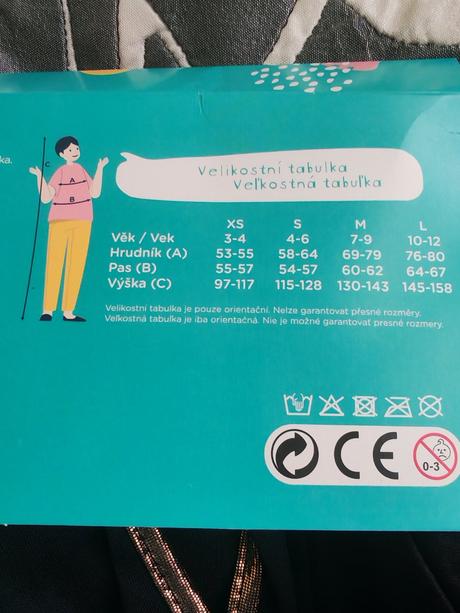 ka.
C
A
B
Velikostní tabulka
Veľkostná tabuľka
XS S M L
Věk / Vek 3-4 4-6 7-9 10-12
Hrudník (A) 53-55 58-64 69-79 76-80
Pas (B) 55-57 54-57 60-62 64-67
Výška (C) 97-117 115-128 130-143 145-158
Velikostní tabulka je pouze orientační. Nelze garantovat přesné rozměry.
Veľkostná tabuľka je iba orientačná. Nie je možné garantovať presné rozmery.
CE
0-3